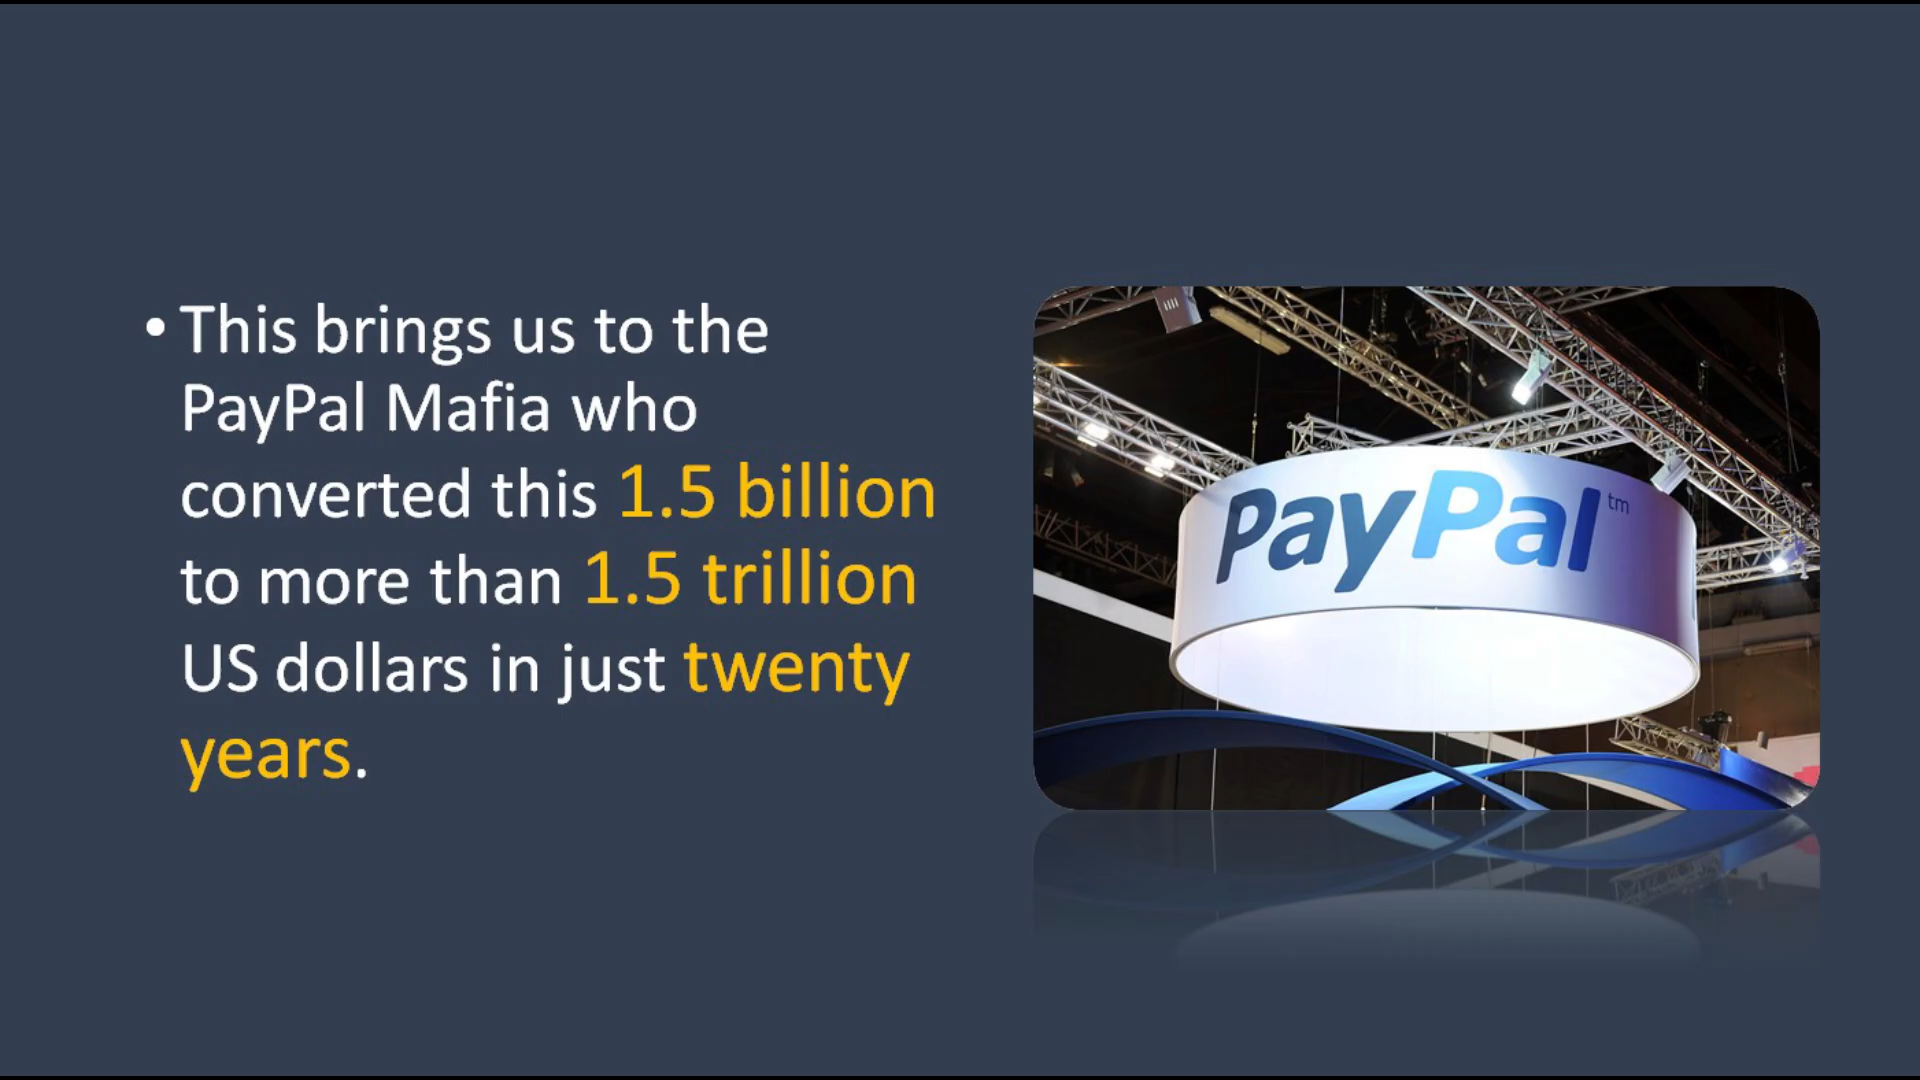 • This brings us to the
PayPal Mafia who
converted this 1.5 billion
to more than 1.5 trillion
US dollars in just twenty
years.
PayPal tm